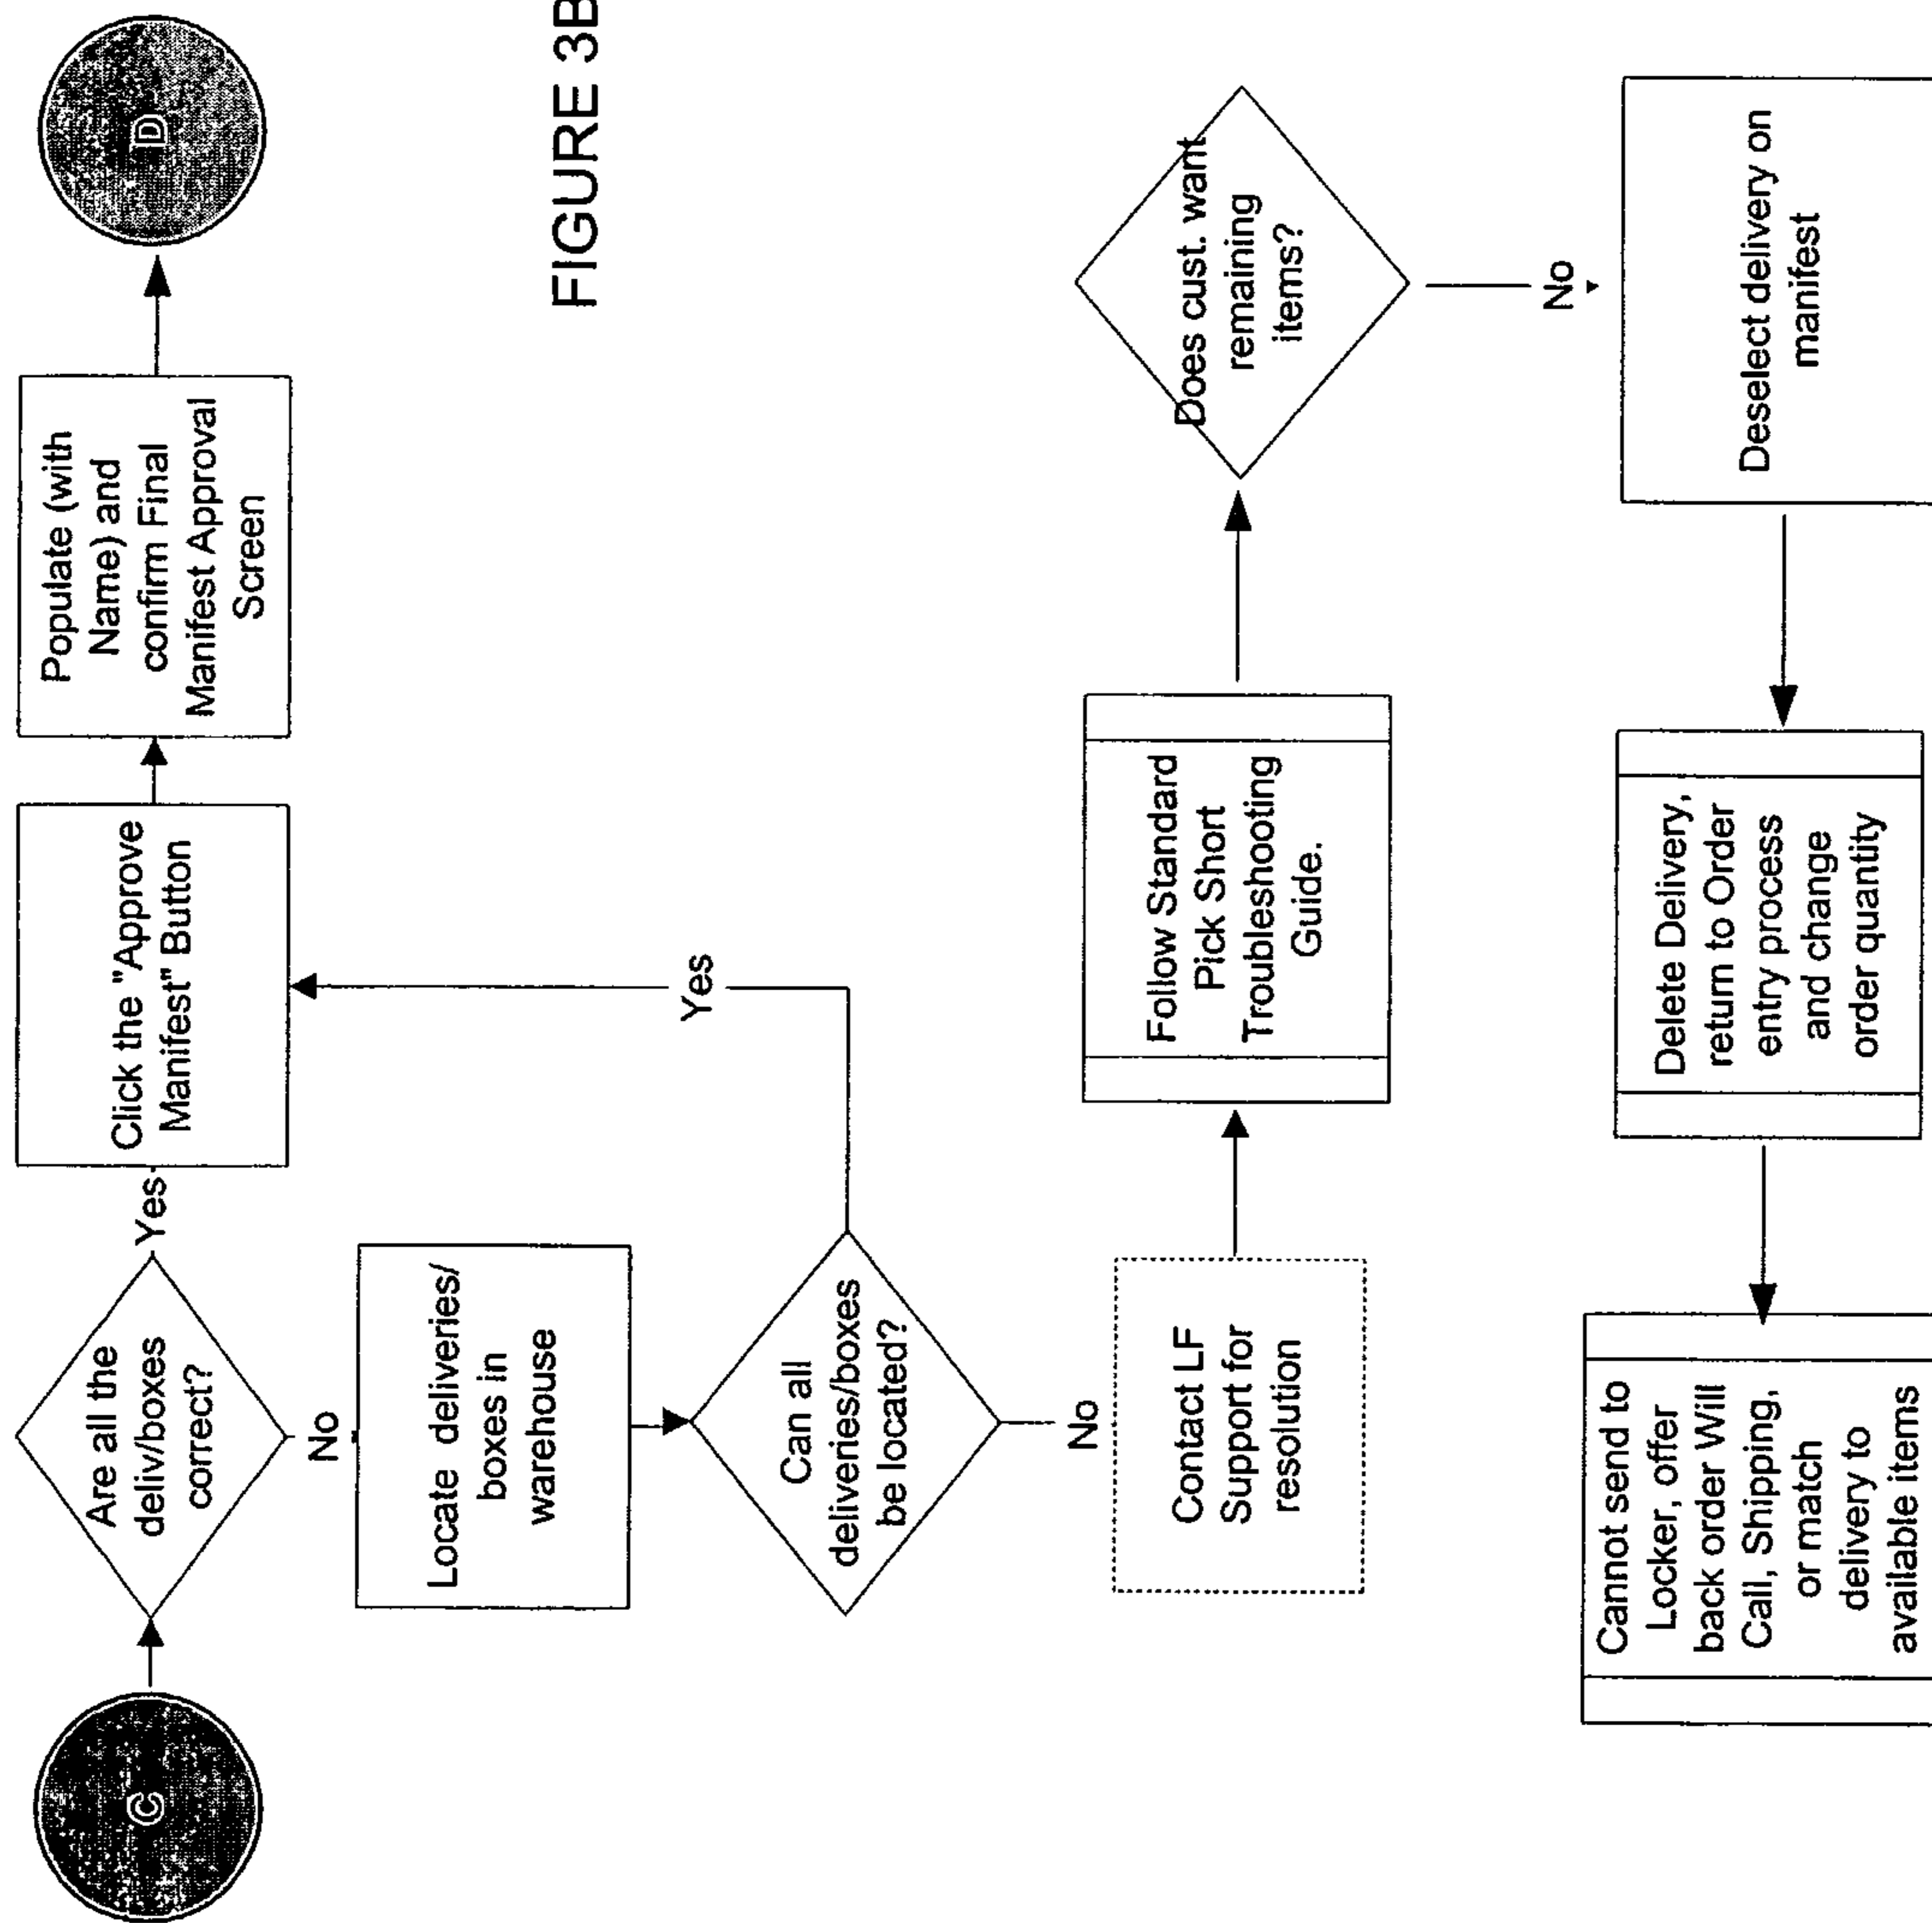 C
Are all the
deliv/boxes
correct?
Yes
Click the "Approve
Manifest" Button
Populate (with
Name) and
confirm Final
Manifest Approval
Screen
D
No
Locate deliveries/
boxes in
warehouse
Can all
deliveries/boxes
be located?
Yes
FIGURE 3B
No
Contact LF
Support for
resolution
Follow Standard
Pick Short
Troubleshooting
Guide.
Does cust. want
remaining
items?
No
Deselect delivery on
manifest
Delete Delivery,
return to Order
entry process
and change
order quantity
Cannot send to
Locker, offer
back order Will
Call, Shipping,
or match
delivery to
available items